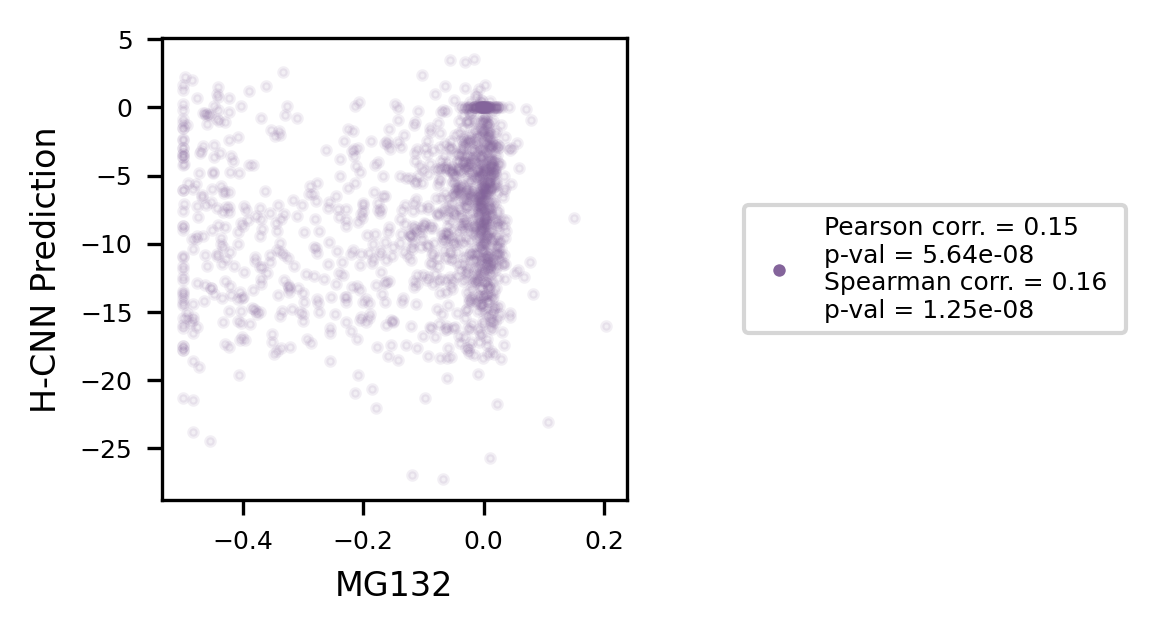 5
0
−5
−10
−15
−20
−25
H-CNN Prediction
−0.4
−0.2
0.0
0.2
MG132
Pearson corr. = 0.15
p-val = 5.64e-08
Spearman corr. = 0.16
p-val = 1.25e-08